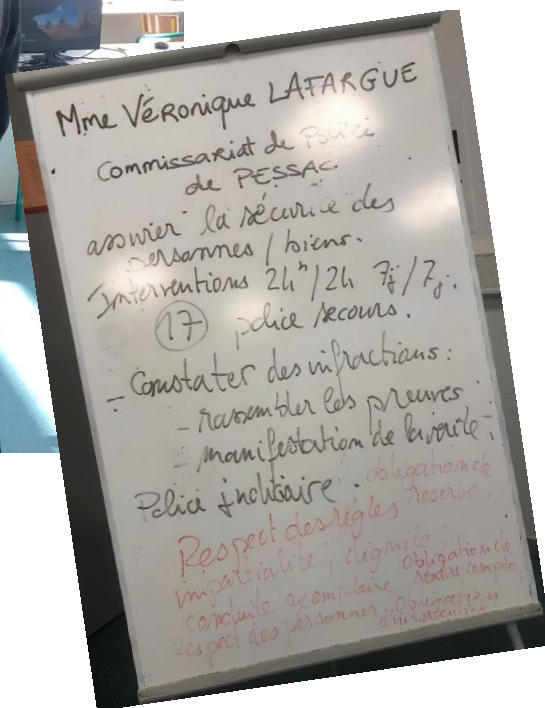 Mme VÉRonique LAFARGUE
Commissariat de Police
de PESSAC
assurer la sécurité des
personnes / biens.
Interventions 24h/24 7j/7j.
17 police secours.
- Constater des infractions :
- rassembler les preuves
- manifestation de la vérité,
Police judiciaire.
Respect des règles
obligation de
réserve.
impartialité, dignité
conduite exemplaire
obligation de
rendre compte
respect des personnes,
obligation